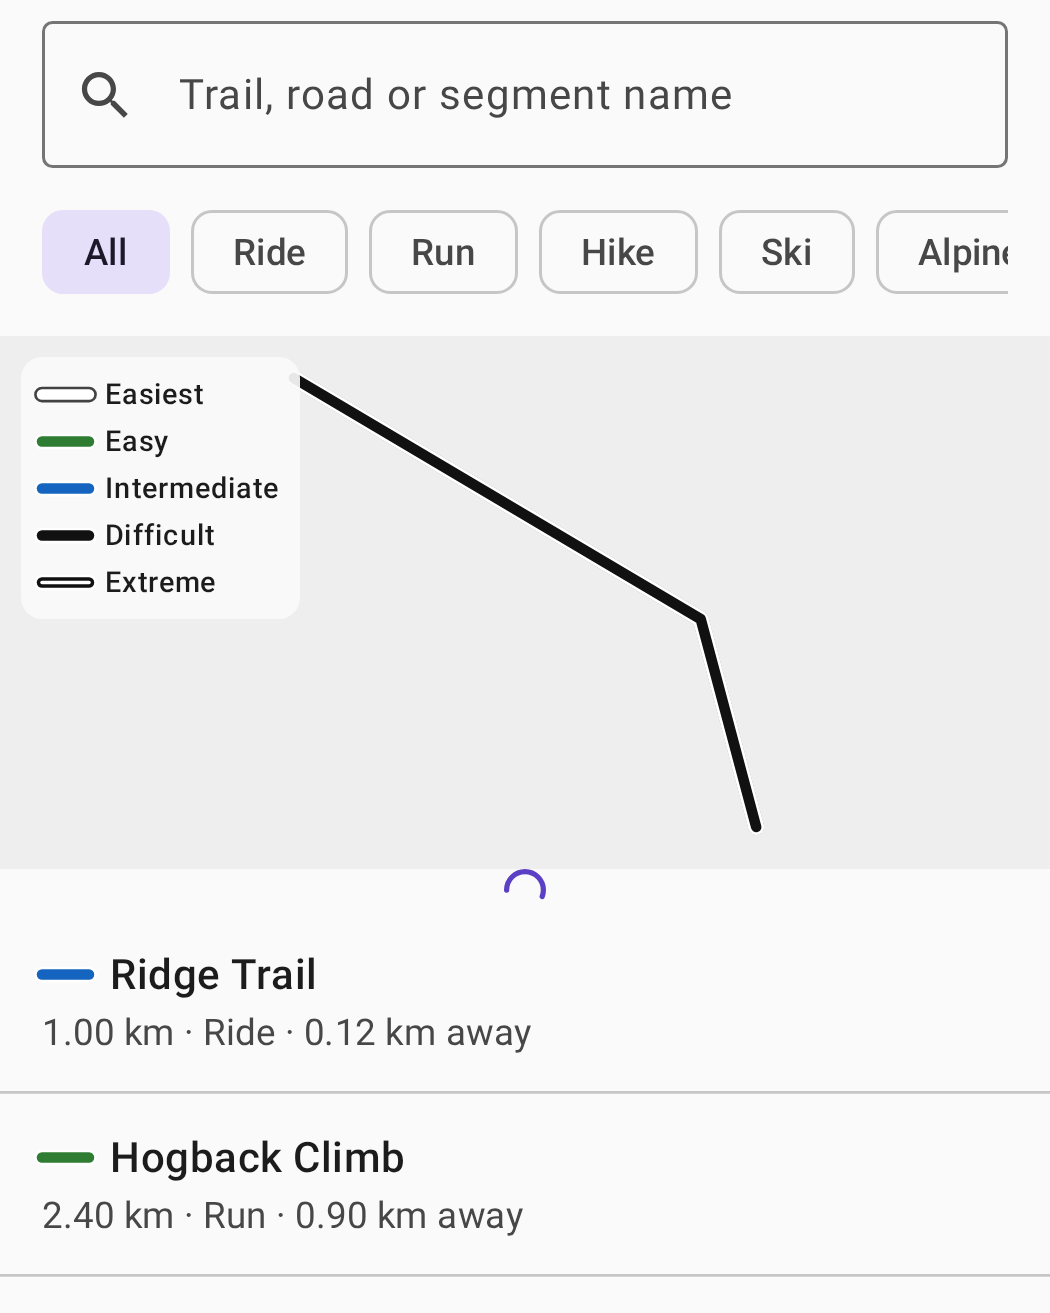 Trail, road or segment name
All Ride Run Hike Ski Alpine
Easiest
Easy
Intermediate
Difficult
Extreme
Ridge Trail
1.00 km · Ride · 0.12 km away
Hogback Climb
2.40 km · Run · 0.90 km away